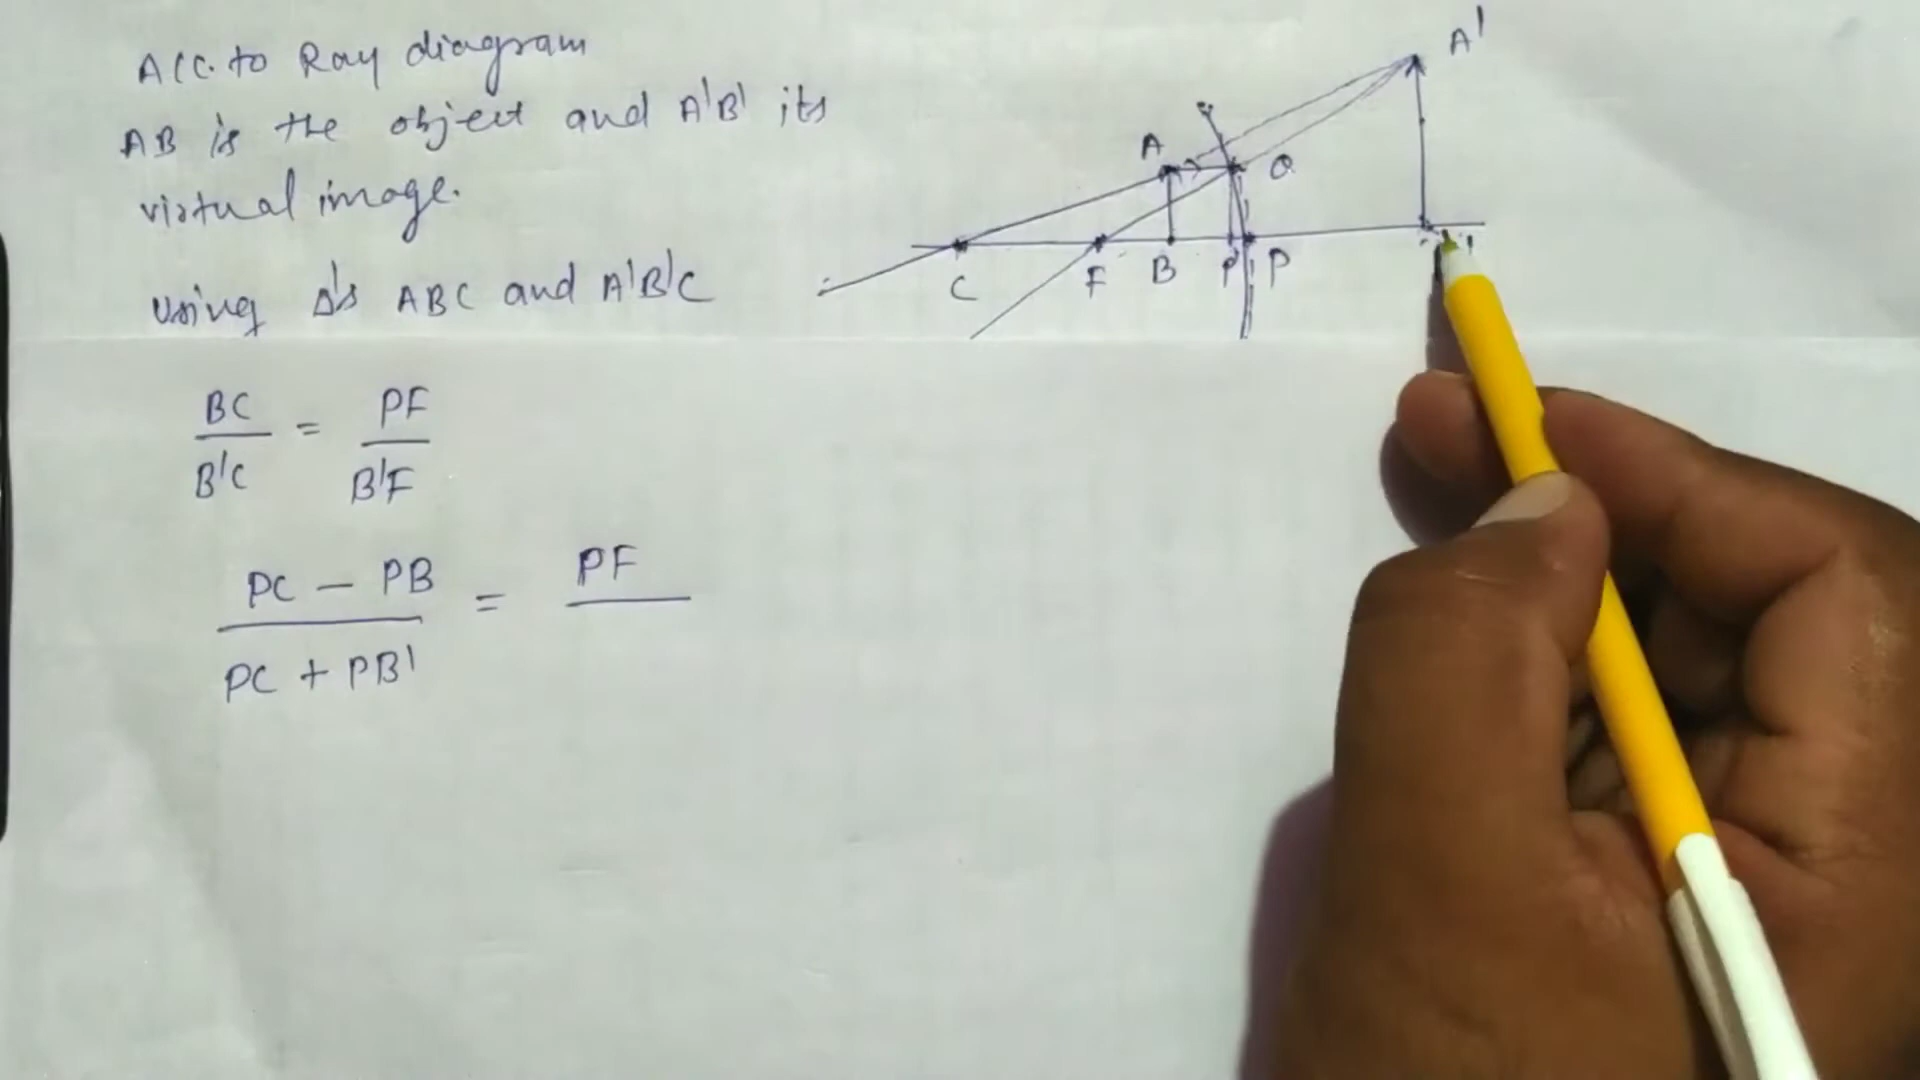 Acc. to Ray diagram
AB is the object and A'B' its
virtual image.
Using Δ's ABC and A'B'C
BC = PF
B'C B'F
PC - PB = PF
PC + PB'
A'
A Q
C F B P' P